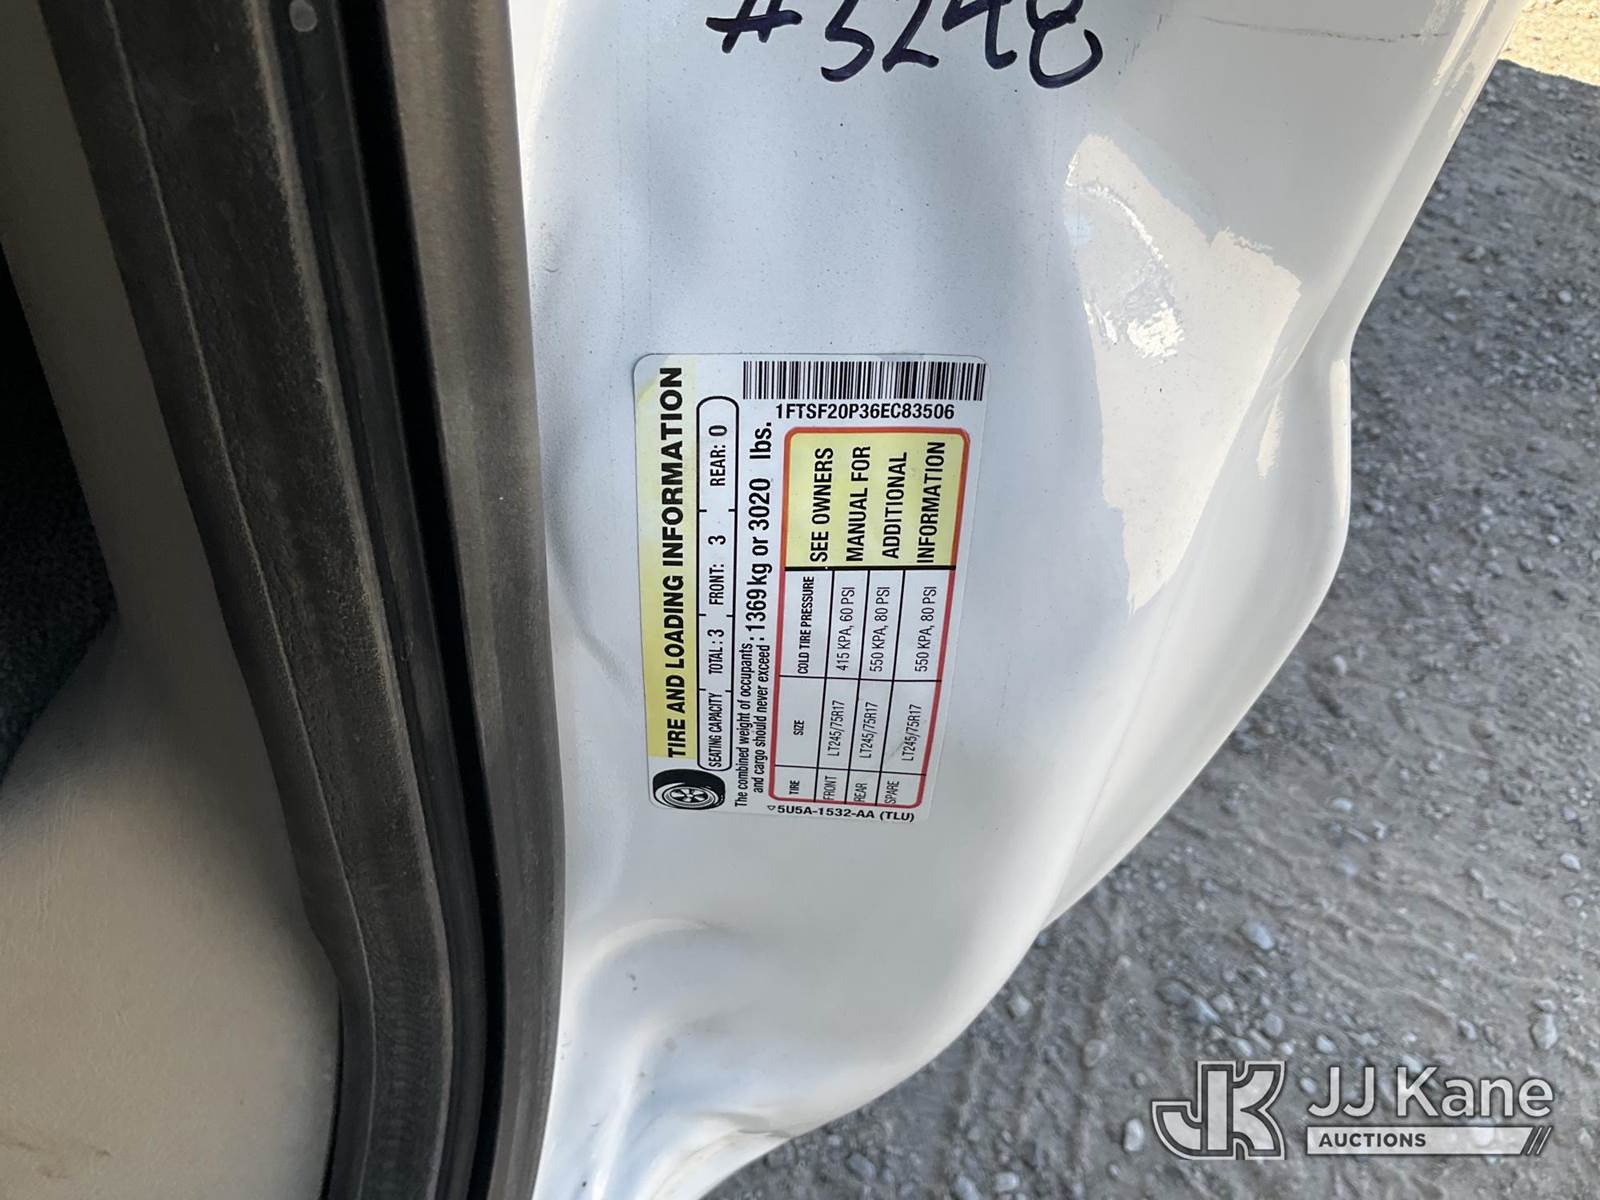 #3248
TIRE AND LOADING INFORMATION
SEATING CAPACITY TOTAL : 3 FRONT: 3 REAR: 0
The combined weight of occupants and cargo should never exceed : 1369 kg or 3020 lbs.
1FTSF20P36EC83506
TIRE SIZE COLD TIRE PRESSURE
FRONT LT245/75R17 415 KPA, 60 PSI
REAR LT245/75R17 550 KPA, 80 PSI
SPARE LT245/75R17 550 KPA, 80 PSI
SEE OWNERS
MANUAL FOR
ADDITIONAL
INFORMATION
5U5A-1532-AA (TLU)
JK JJ Kane
AUCTIONS